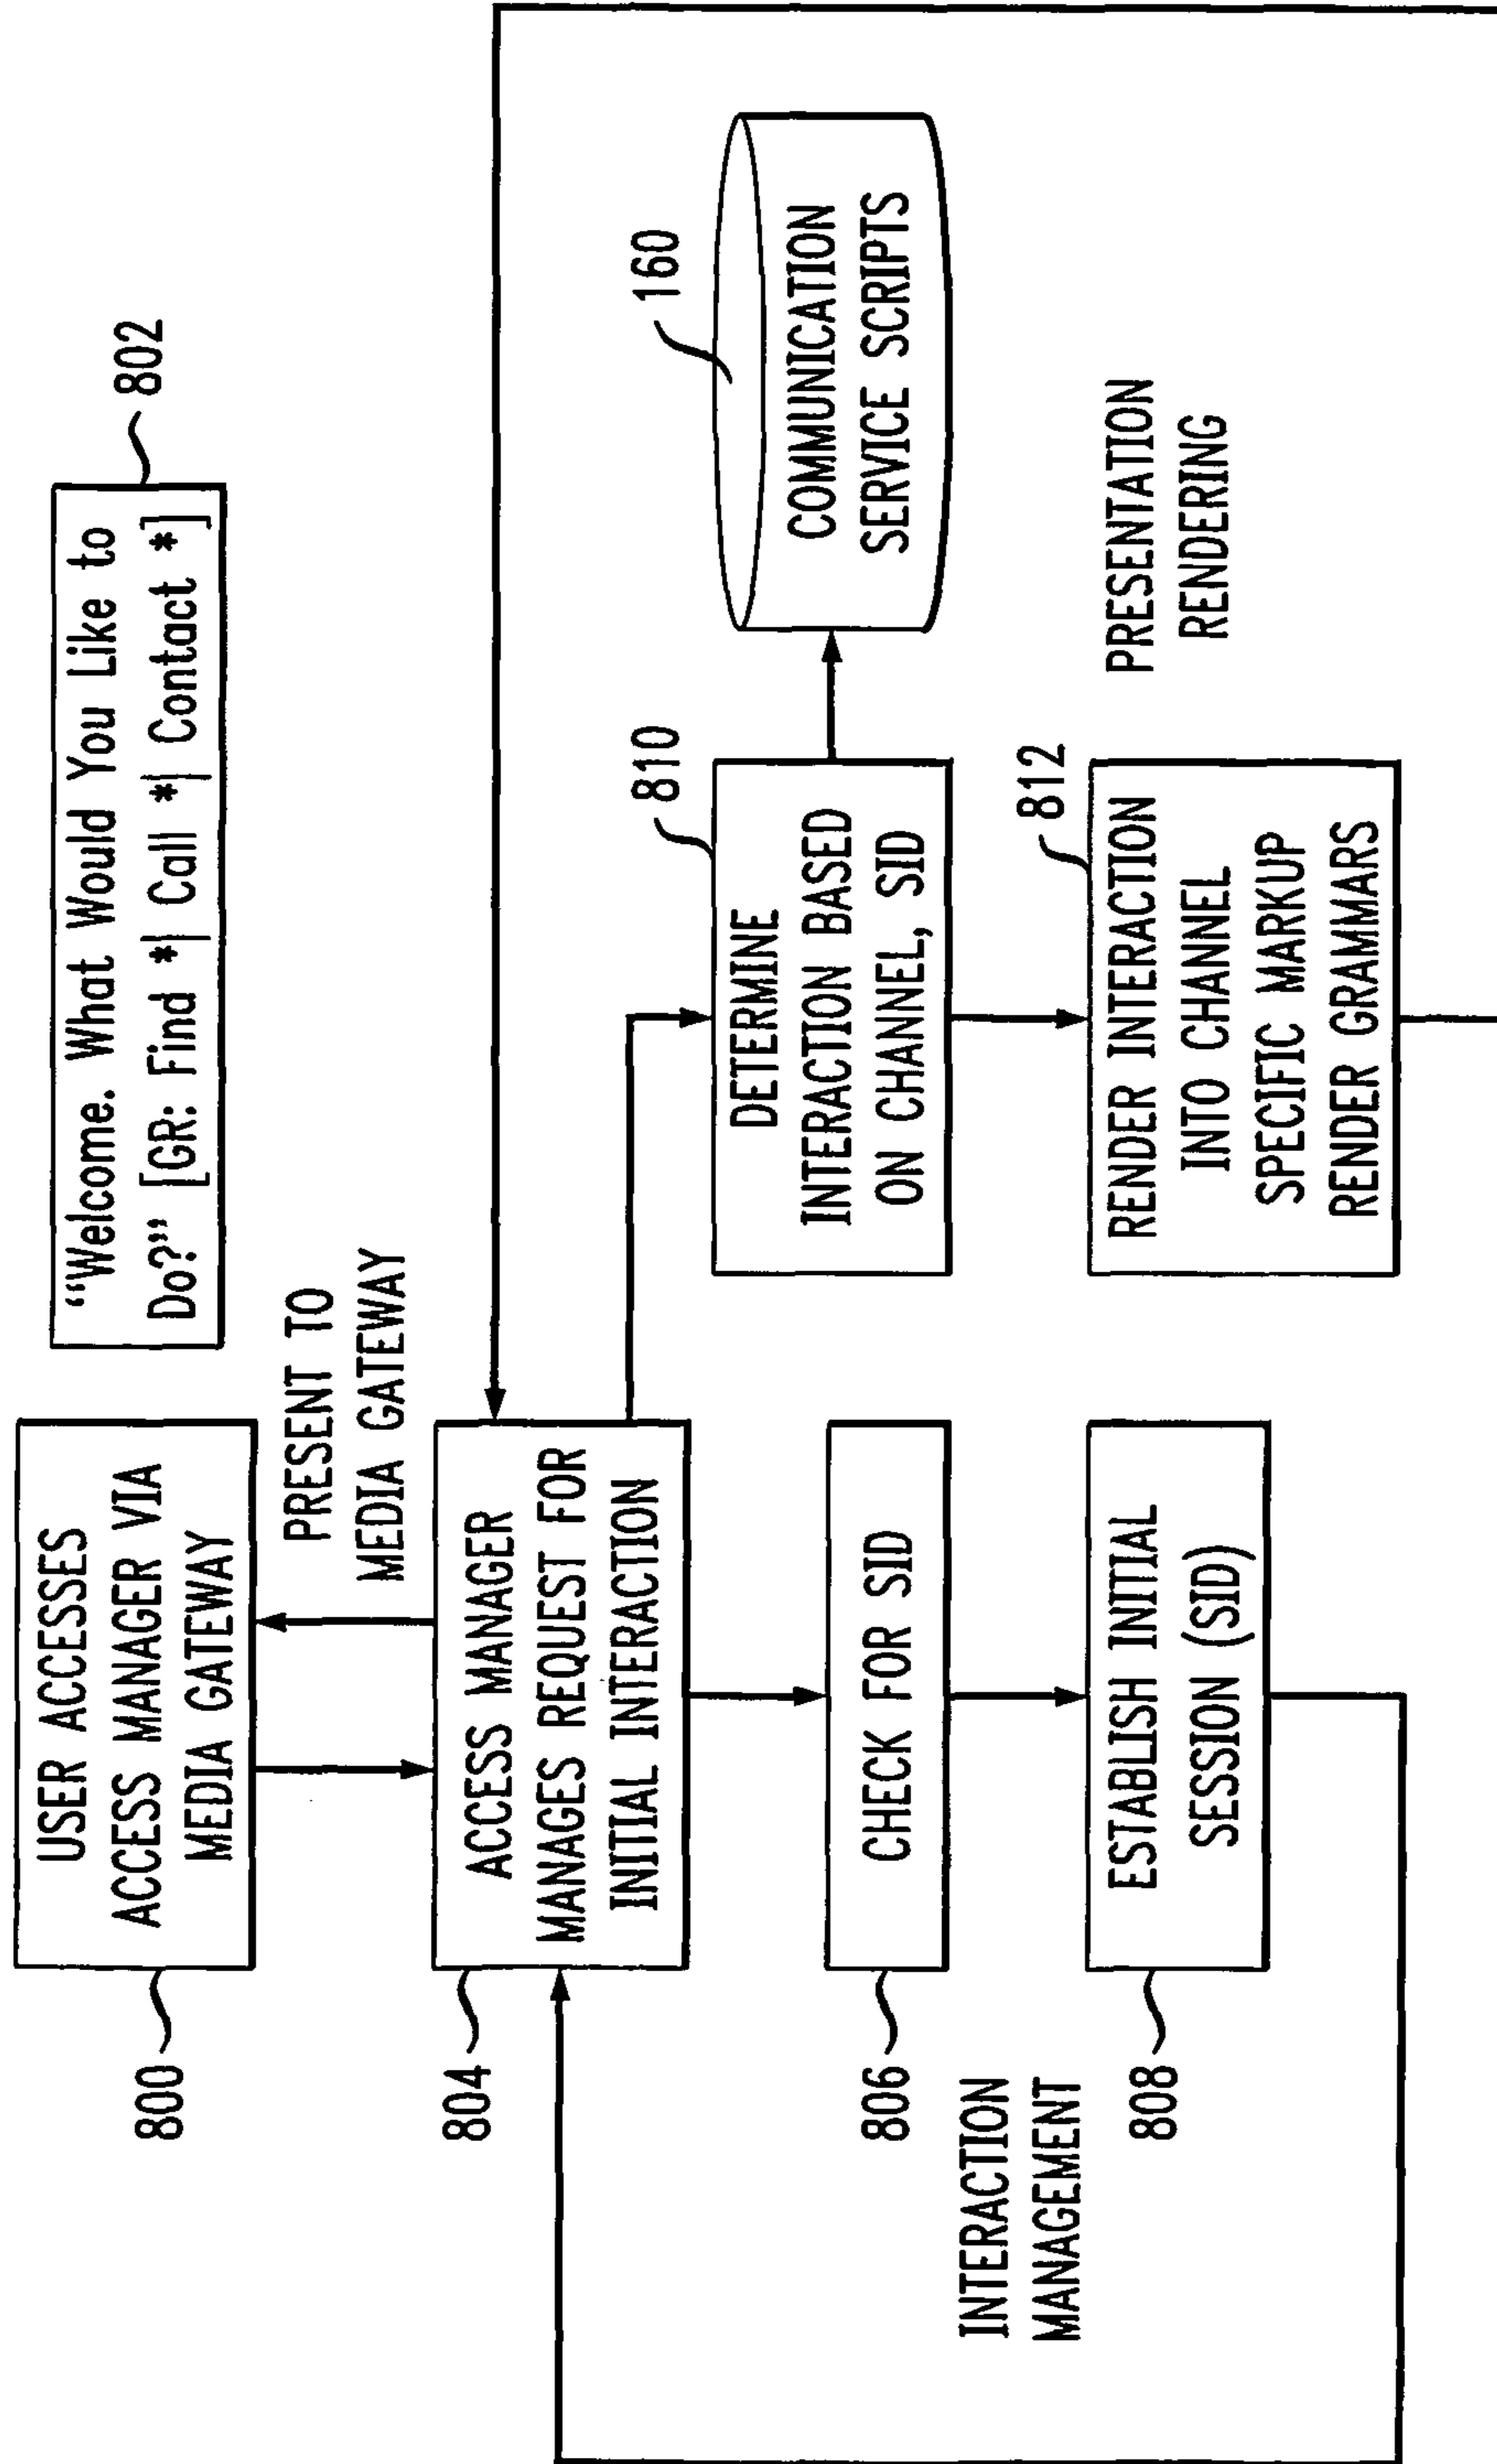 800
USER ACCESSES
ACCESS MANAGER VIA
MEDIA GATEWAY
"Welcome. What Would You Like to
Do?" [GR: Find *| Call *| Contact *]
802
PRESENT TO
MEDIA GATEWAY
804
ACCESS MANAGER
MANAGES REQUEST FOR
INITIAL INTERACTION
806
CHECK FOR SID
INTERACTION
MANAGEMENT
808
ESTABLISH INITIAL
SESSION (SID)
810
DETERMINE
INTERACTION BASED
ON CHANNEL, SID
160
COMMUNICATION
SERVICE SCRIPTS
812
RENDER INTERACTION
INTO CHANNEL
SPECIFIC MARKUP
RENDER GRAMMARS
PRESENTATION
RENDERING